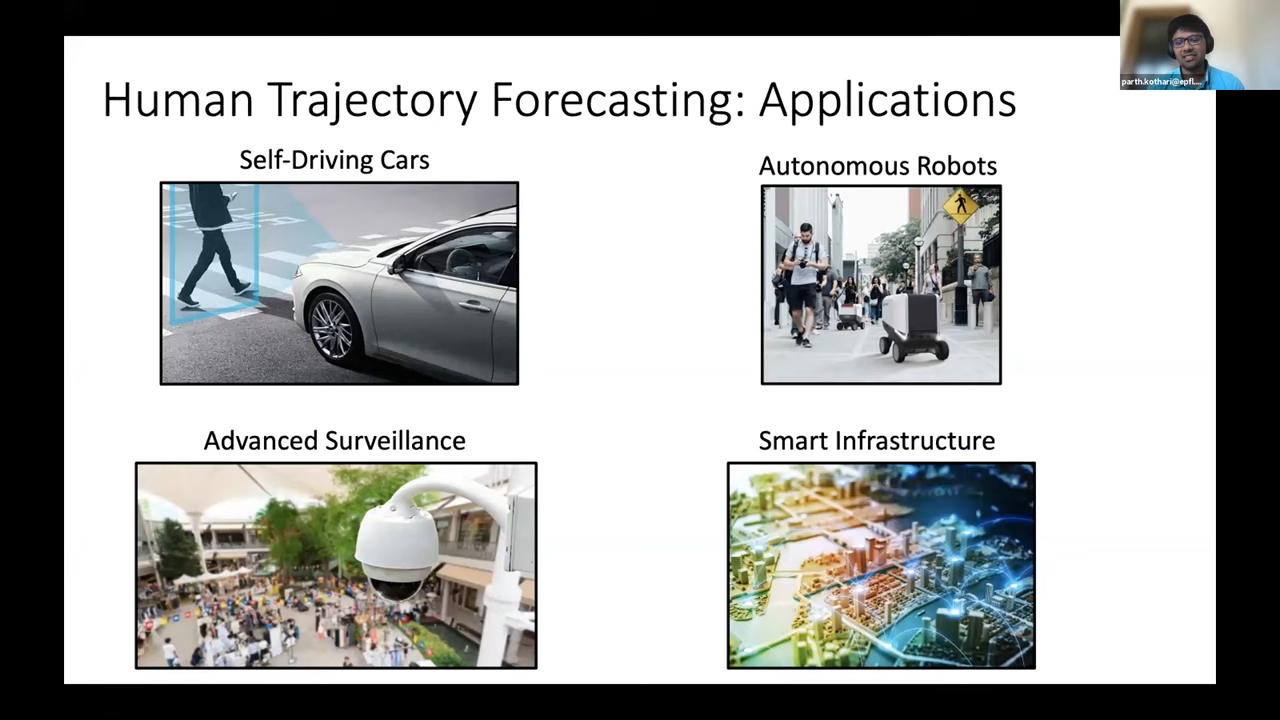 Human Trajectory Forecasting: Applications
Self-Driving Cars
Autonomous Robots
Advanced Surveillance
Smart Infrastructure
parth.kothari@epfl....